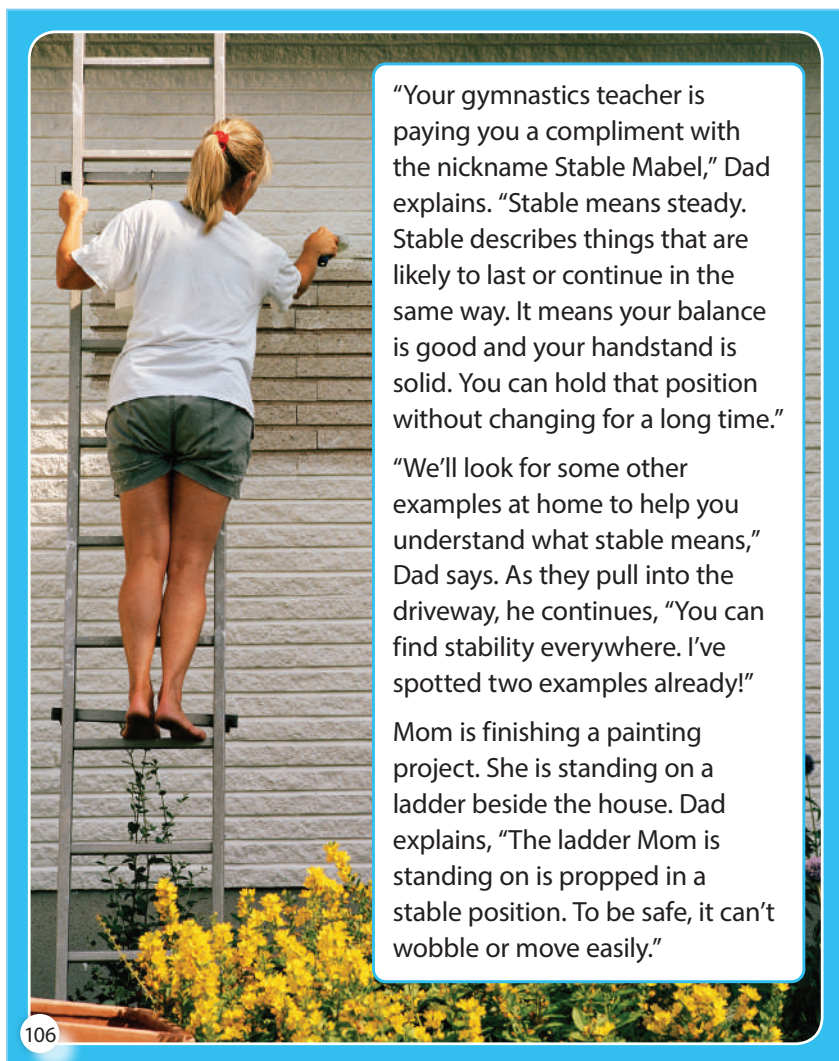 “Your gymnastics teacher is
paying you a compliment with
the nickname Stable Mabel,” Dad
explains. “Stable means steady.
Stable describes things that are
likely to last or continue in the
same way. It means your balance
is good and your handstand is
solid. You can hold that position
without changing for a long time.”
“We’ll look for some other
examples at home to help you
understand what stable means,”
Dad says. As they pull into the
driveway, he continues, “You can
find stability everywhere. I’ve
spotted two examples already!”
Mom is finishing a painting
project. She is standing on a
ladder beside the house. Dad
explains, “The ladder Mom is
standing on is propped in a
stable position. To be safe, it can’t
wobble or move easily.”
106